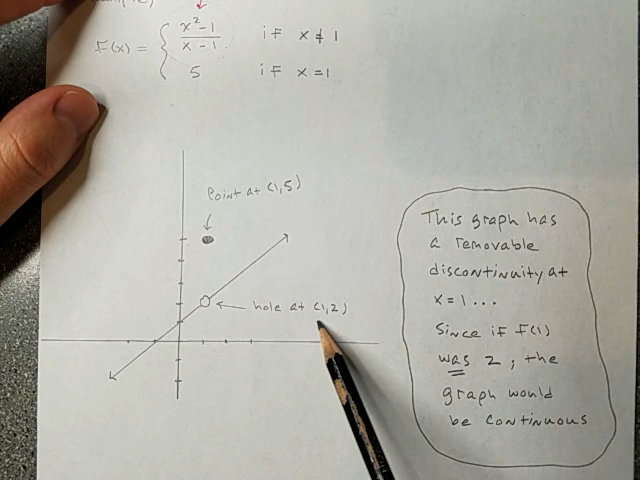 F(x) = { x²-1 / x-1 if x ≠ 1
5 if x = 1
Point at (1,5)
hole at (1,2)
This graph has
a removable
discontinuity at
x = 1 ...
Since if F(1)
was 2, the
graph would
be continuous